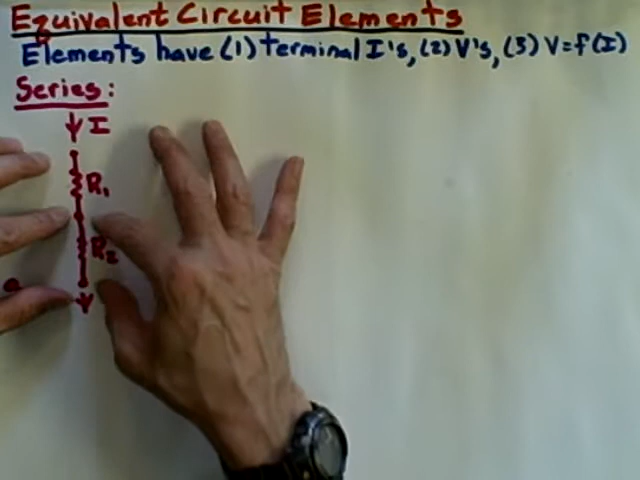 Equivalent Circuit Elements
Elements have (1) terminal I's, (2) V's, (3) V=f(I)
Series:
I
R1
R2